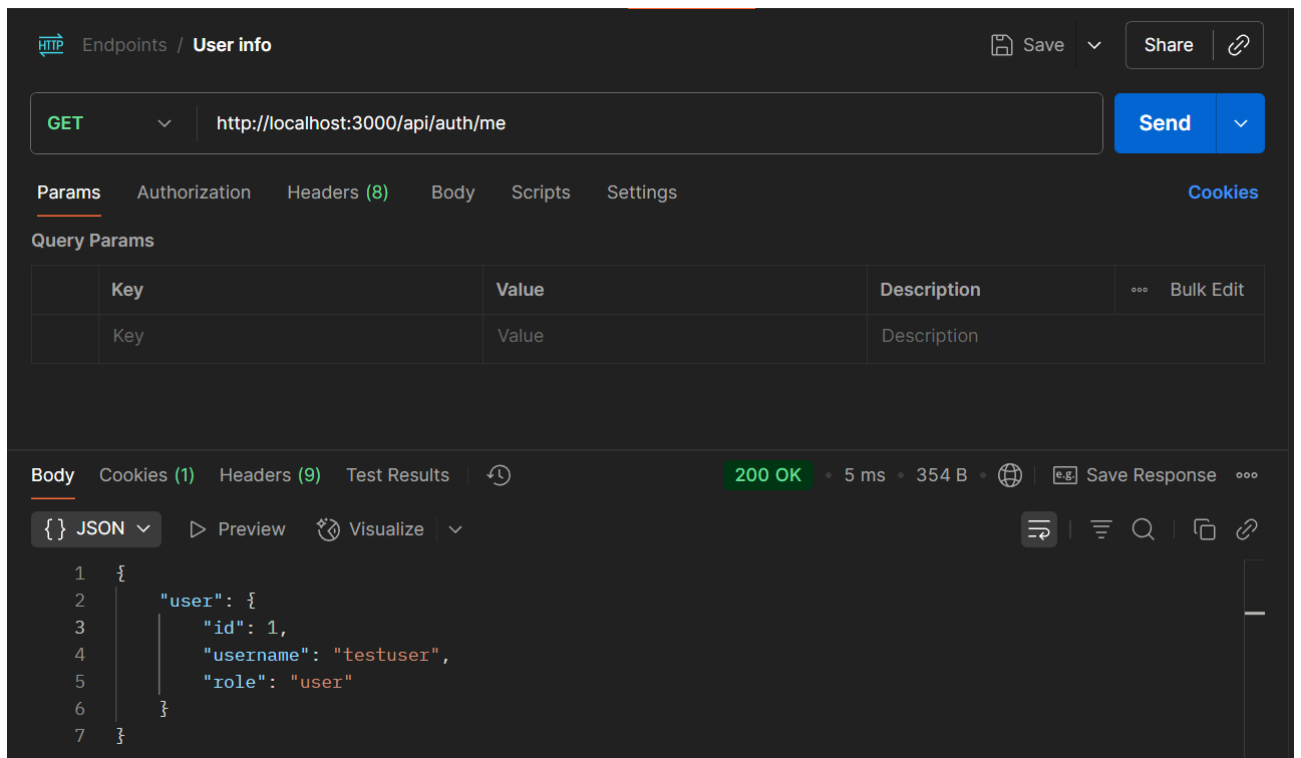 HTTP Endpoints / User info Save Share
GET http://localhost:3000/api/auth/me Send
Params Authorization Headers (8) Body Scripts Settings Cookies
Query Params
Key Value Description Bulk Edit
Key Value Description
Body Cookies (1) Headers (9) Test Results 200 OK • 5 ms • 354 B • e.g. Save Response
{} JSON Preview Visualize
1 {
2 "user": {
3 "id": 1,
4 "username": "testuser",
5 "role": "user"
6 }
7 }